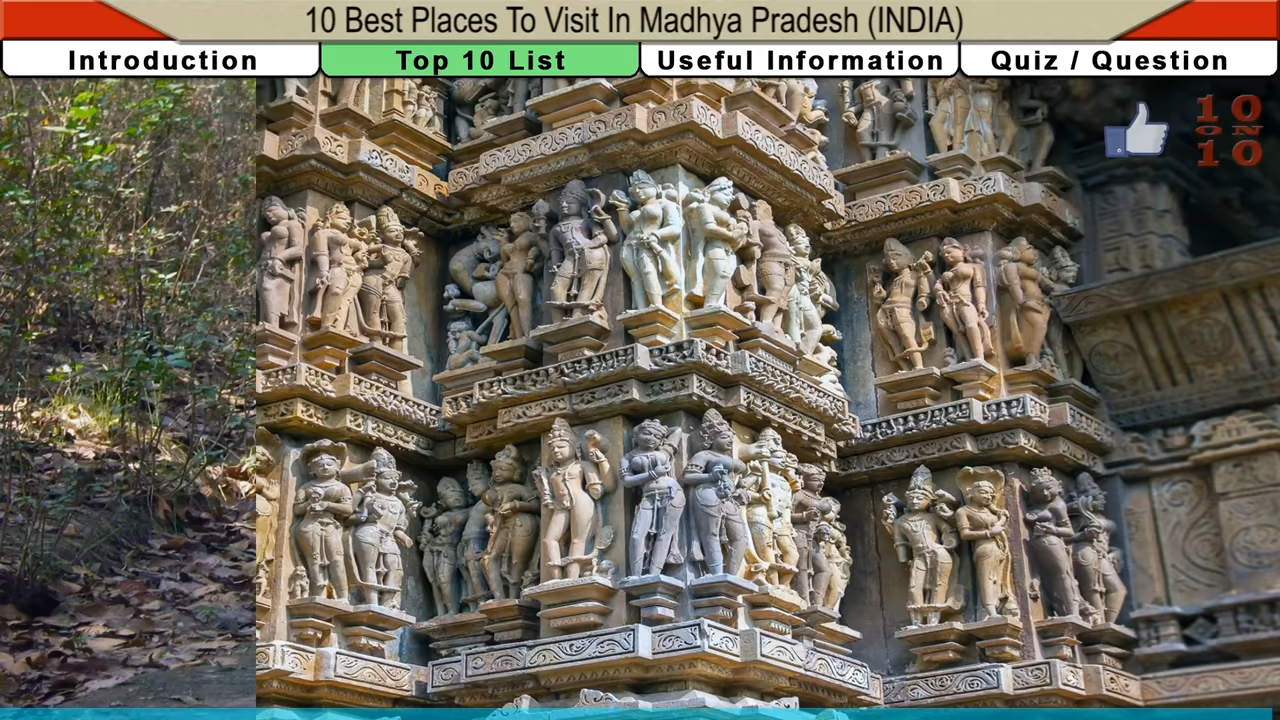 10 Best Places To Visit In Madhya Pradesh (INDIA)
Introduction
Top 10 List
Useful Information
Quiz / Question
10
ON
10